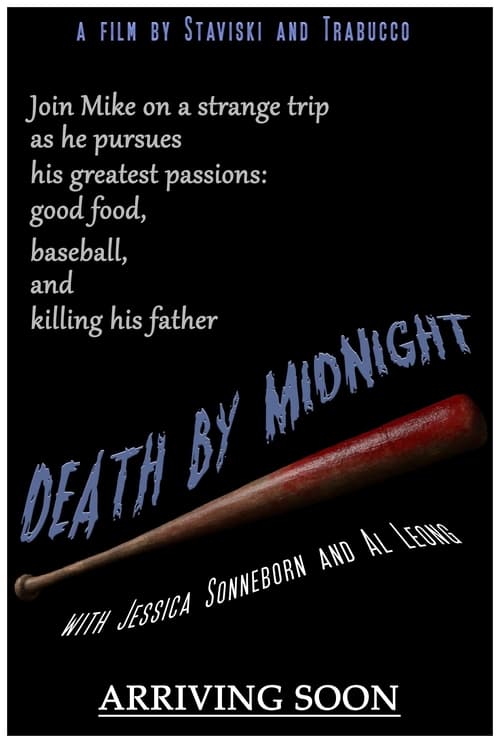 A FILM BY STAVISKI AND TRABUCCO
Join Mike on a strange trip
as he pursues
his greatest passions:
good food,
baseball,
and
killing his father
DEATH BY MIDNIGHT
WITH JESSICA SONNEBORN AND AL LEONG
ARRIVING SOON